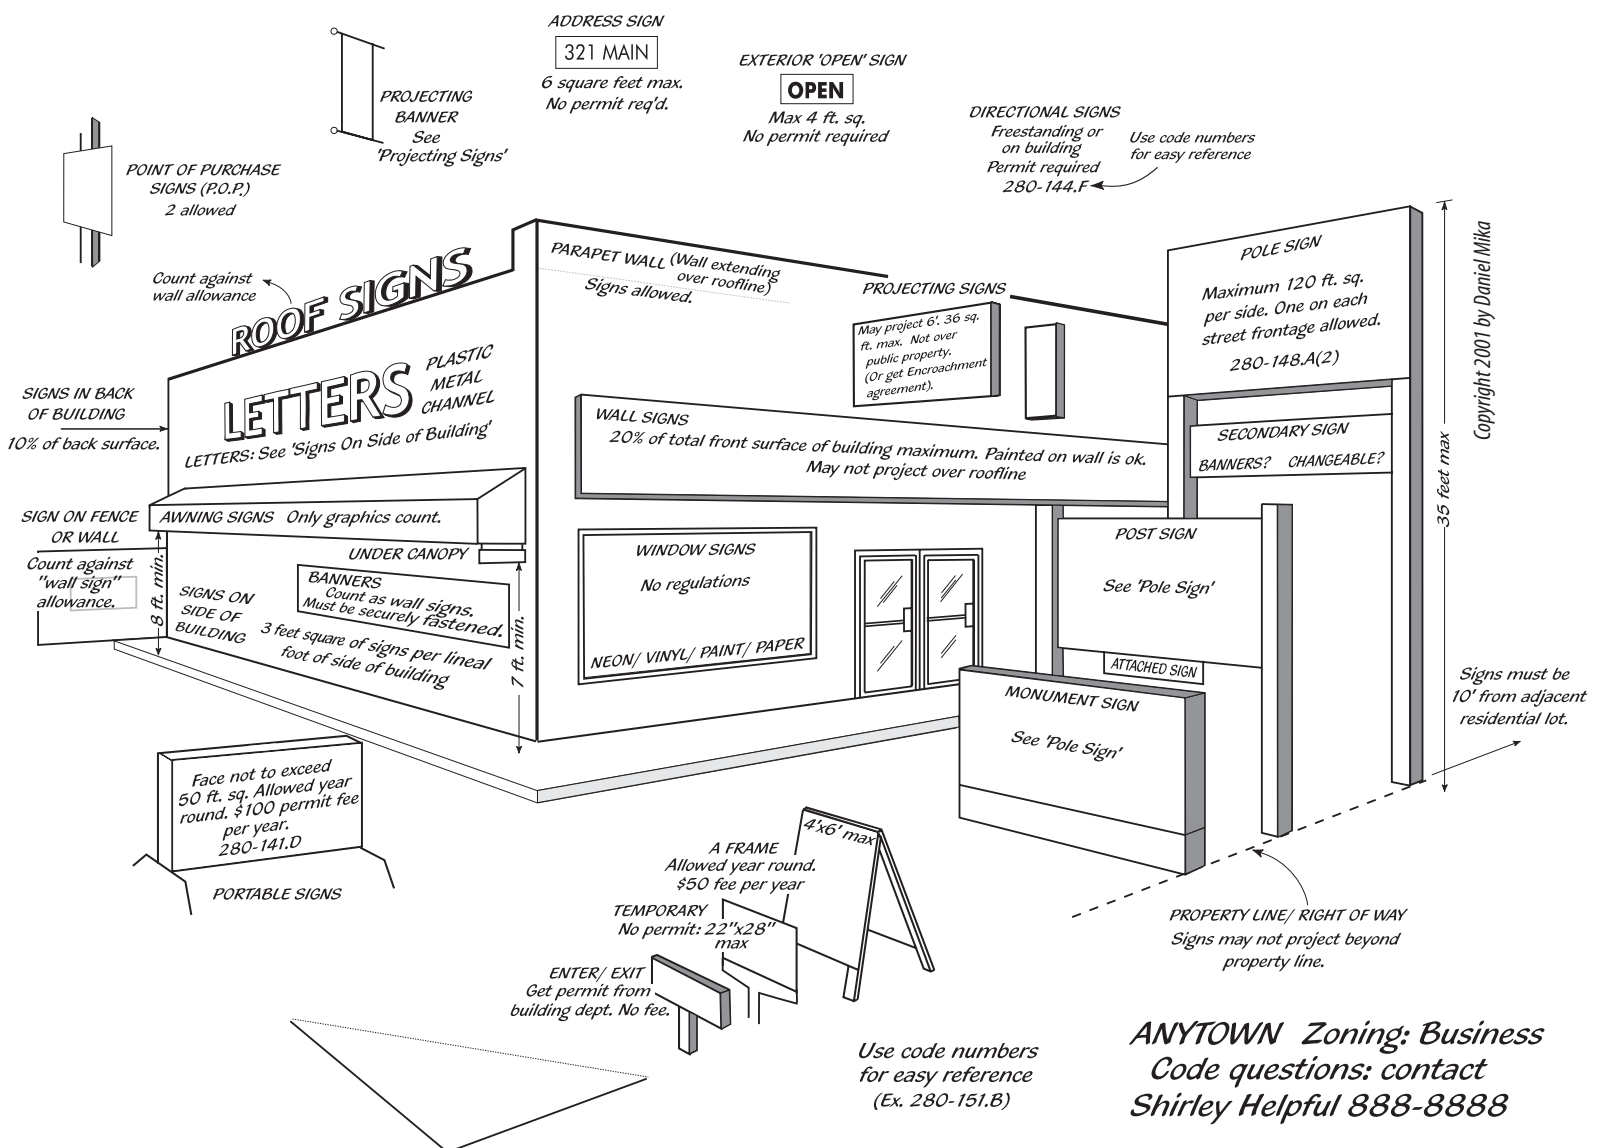 ADDRESS SIGN
321 MAIN
6 square feet max.
No permit req'd.
EXTERIOR 'OPEN' SIGN
OPEN
Max 4 ft. sq.
No permit required
PROJECTING
BANNER
See
'Projecting Signs'
DIRECTIONAL SIGNS
Freestanding or
on building
Permit required
280-144.F
Use code numbers
for easy reference
POINT OF PURCHASE
SIGNS (P.O.P.)
2 allowed
Count against
wall allowance
ROOF SIGNS
PARAPET WALL (Wall extending
over roofline)
Signs allowed.
PROJECTING SIGNS
May project 6'. 36 sq.
ft. max. Not over
public property.
(Or get Encroachment
agreement).
POLE SIGN
Maximum 120 ft. sq.
per side. One on each
street frontage allowed.
280-148.A(2)
Copyright 2001 by Daniel Mika
35 feet max
SIGNS IN BACK
OF BUILDING
10% of back surface.
LETTERS
PLASTIC
METAL
CHANNEL
LETTERS: See 'Signs On Side of Building'
WALL SIGNS
20% of total front surface of building maximum. Painted on wall is ok.
May not project over roofline
SECONDARY SIGN
BANNERS? CHANGEABLE?
SIGN ON FENCE
OR WALL
Count against
"wall sign"
allowance.
AWNING SIGNS Only graphics count.
UNDER CANOPY
8 ft. min.
BANNERS
Count as wall signs.
Must be securely fastened.
SIGNS ON
SIDE OF
BUILDING
3 feet square of signs per lineal
foot of side of building
7 ft. min.
WINDOW SIGNS
No regulations
NEON/ VINYL/ PAINT/ PAPER
POST SIGN
See 'Pole Sign'
ATTACHED SIGN
MONUMENT SIGN
See 'Pole Sign'
Signs must be
10' from adjacent
residential lot.
Face not to exceed
50 ft. sq. Allowed year
round. $100 permit fee
per year.
280-141.D
PORTABLE SIGNS
4'x6' max
A FRAME
Allowed year round.
$50 fee per year
TEMPORARY
No permit: 22"x28"
max
ENTER/ EXIT
Get permit from
building dept. No fee.
PROPERTY LINE/ RIGHT OF WAY
Signs may not project beyond
property line.
Use code numbers
for easy reference
(Ex. 280-151.B)
ANYTOWN Zoning: Business
Code questions: contact
Shirley Helpful 888-8888